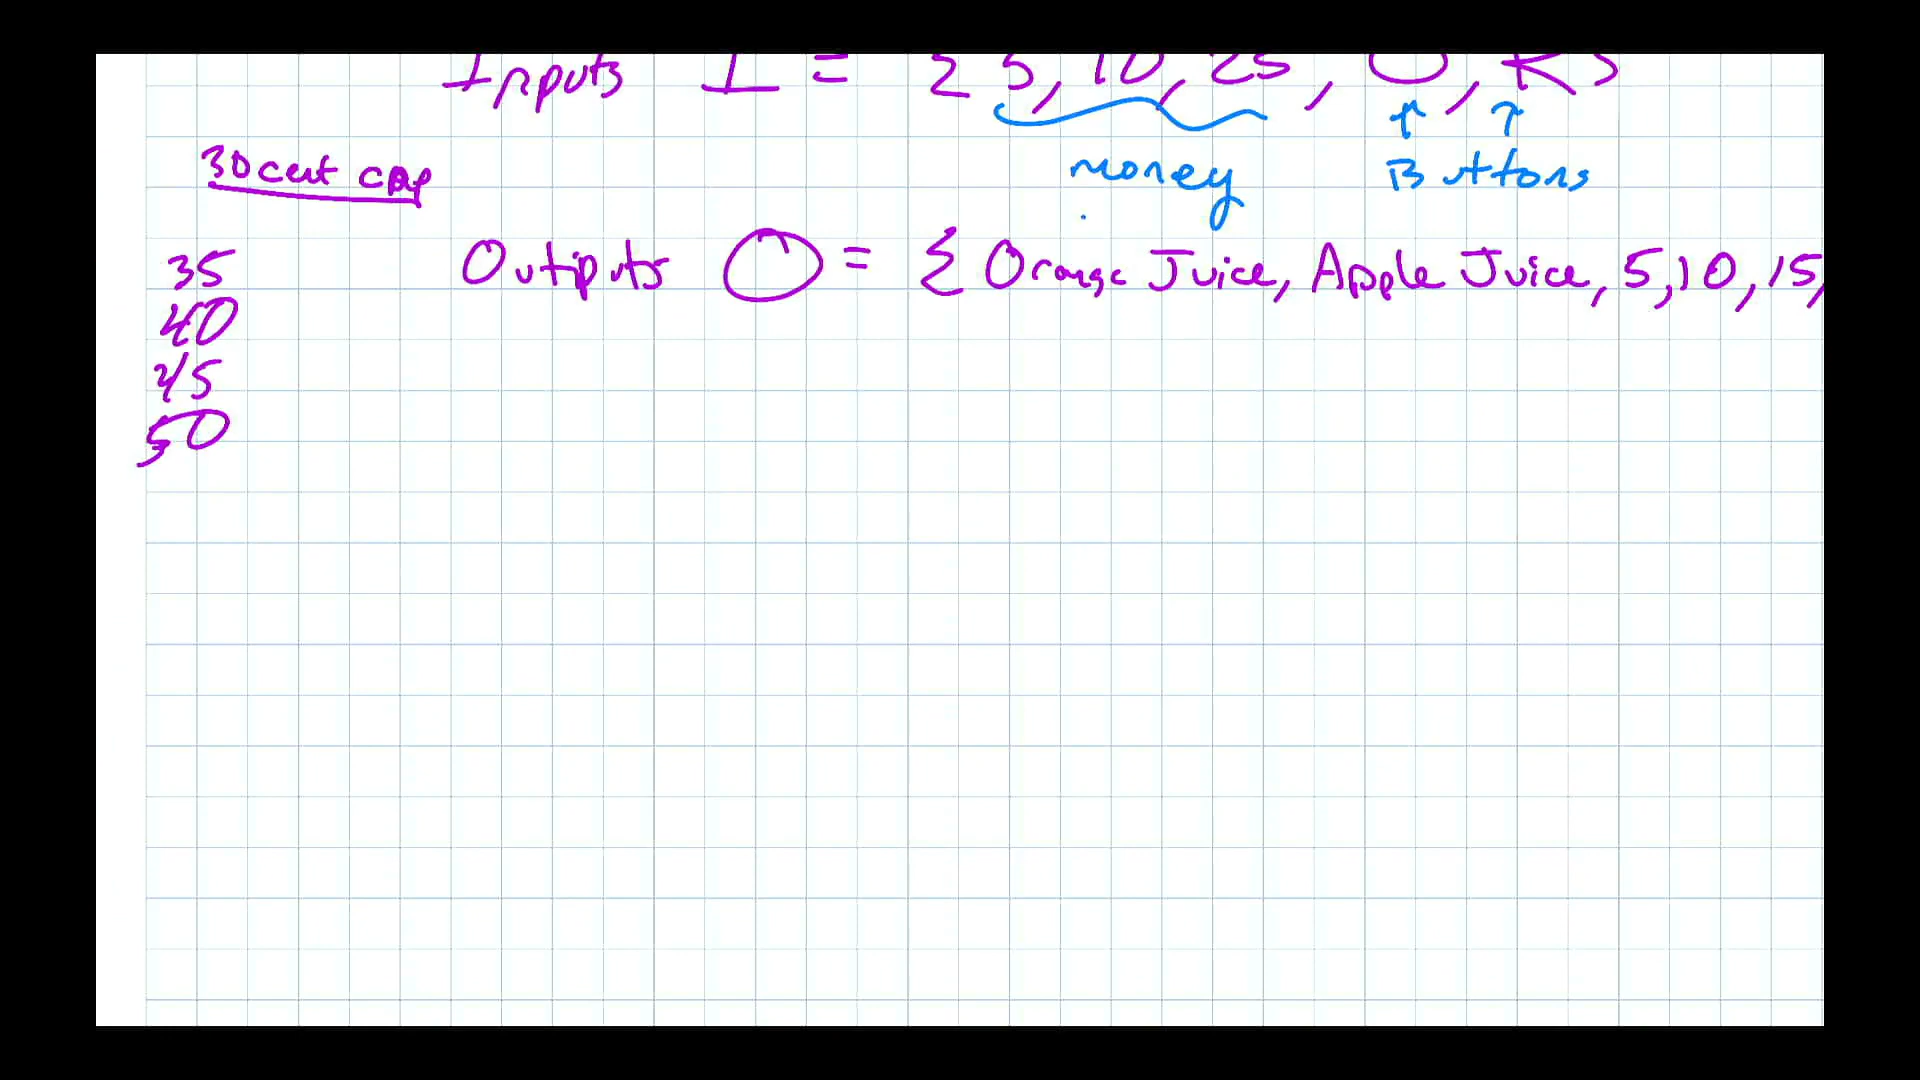 Inputs I = { 5, 10, 25, O, R }
30 cent cap
money Buttons
Outputs O = { Orange Juice, Apple Juice, 5, 10, 15,
35
40
45
50